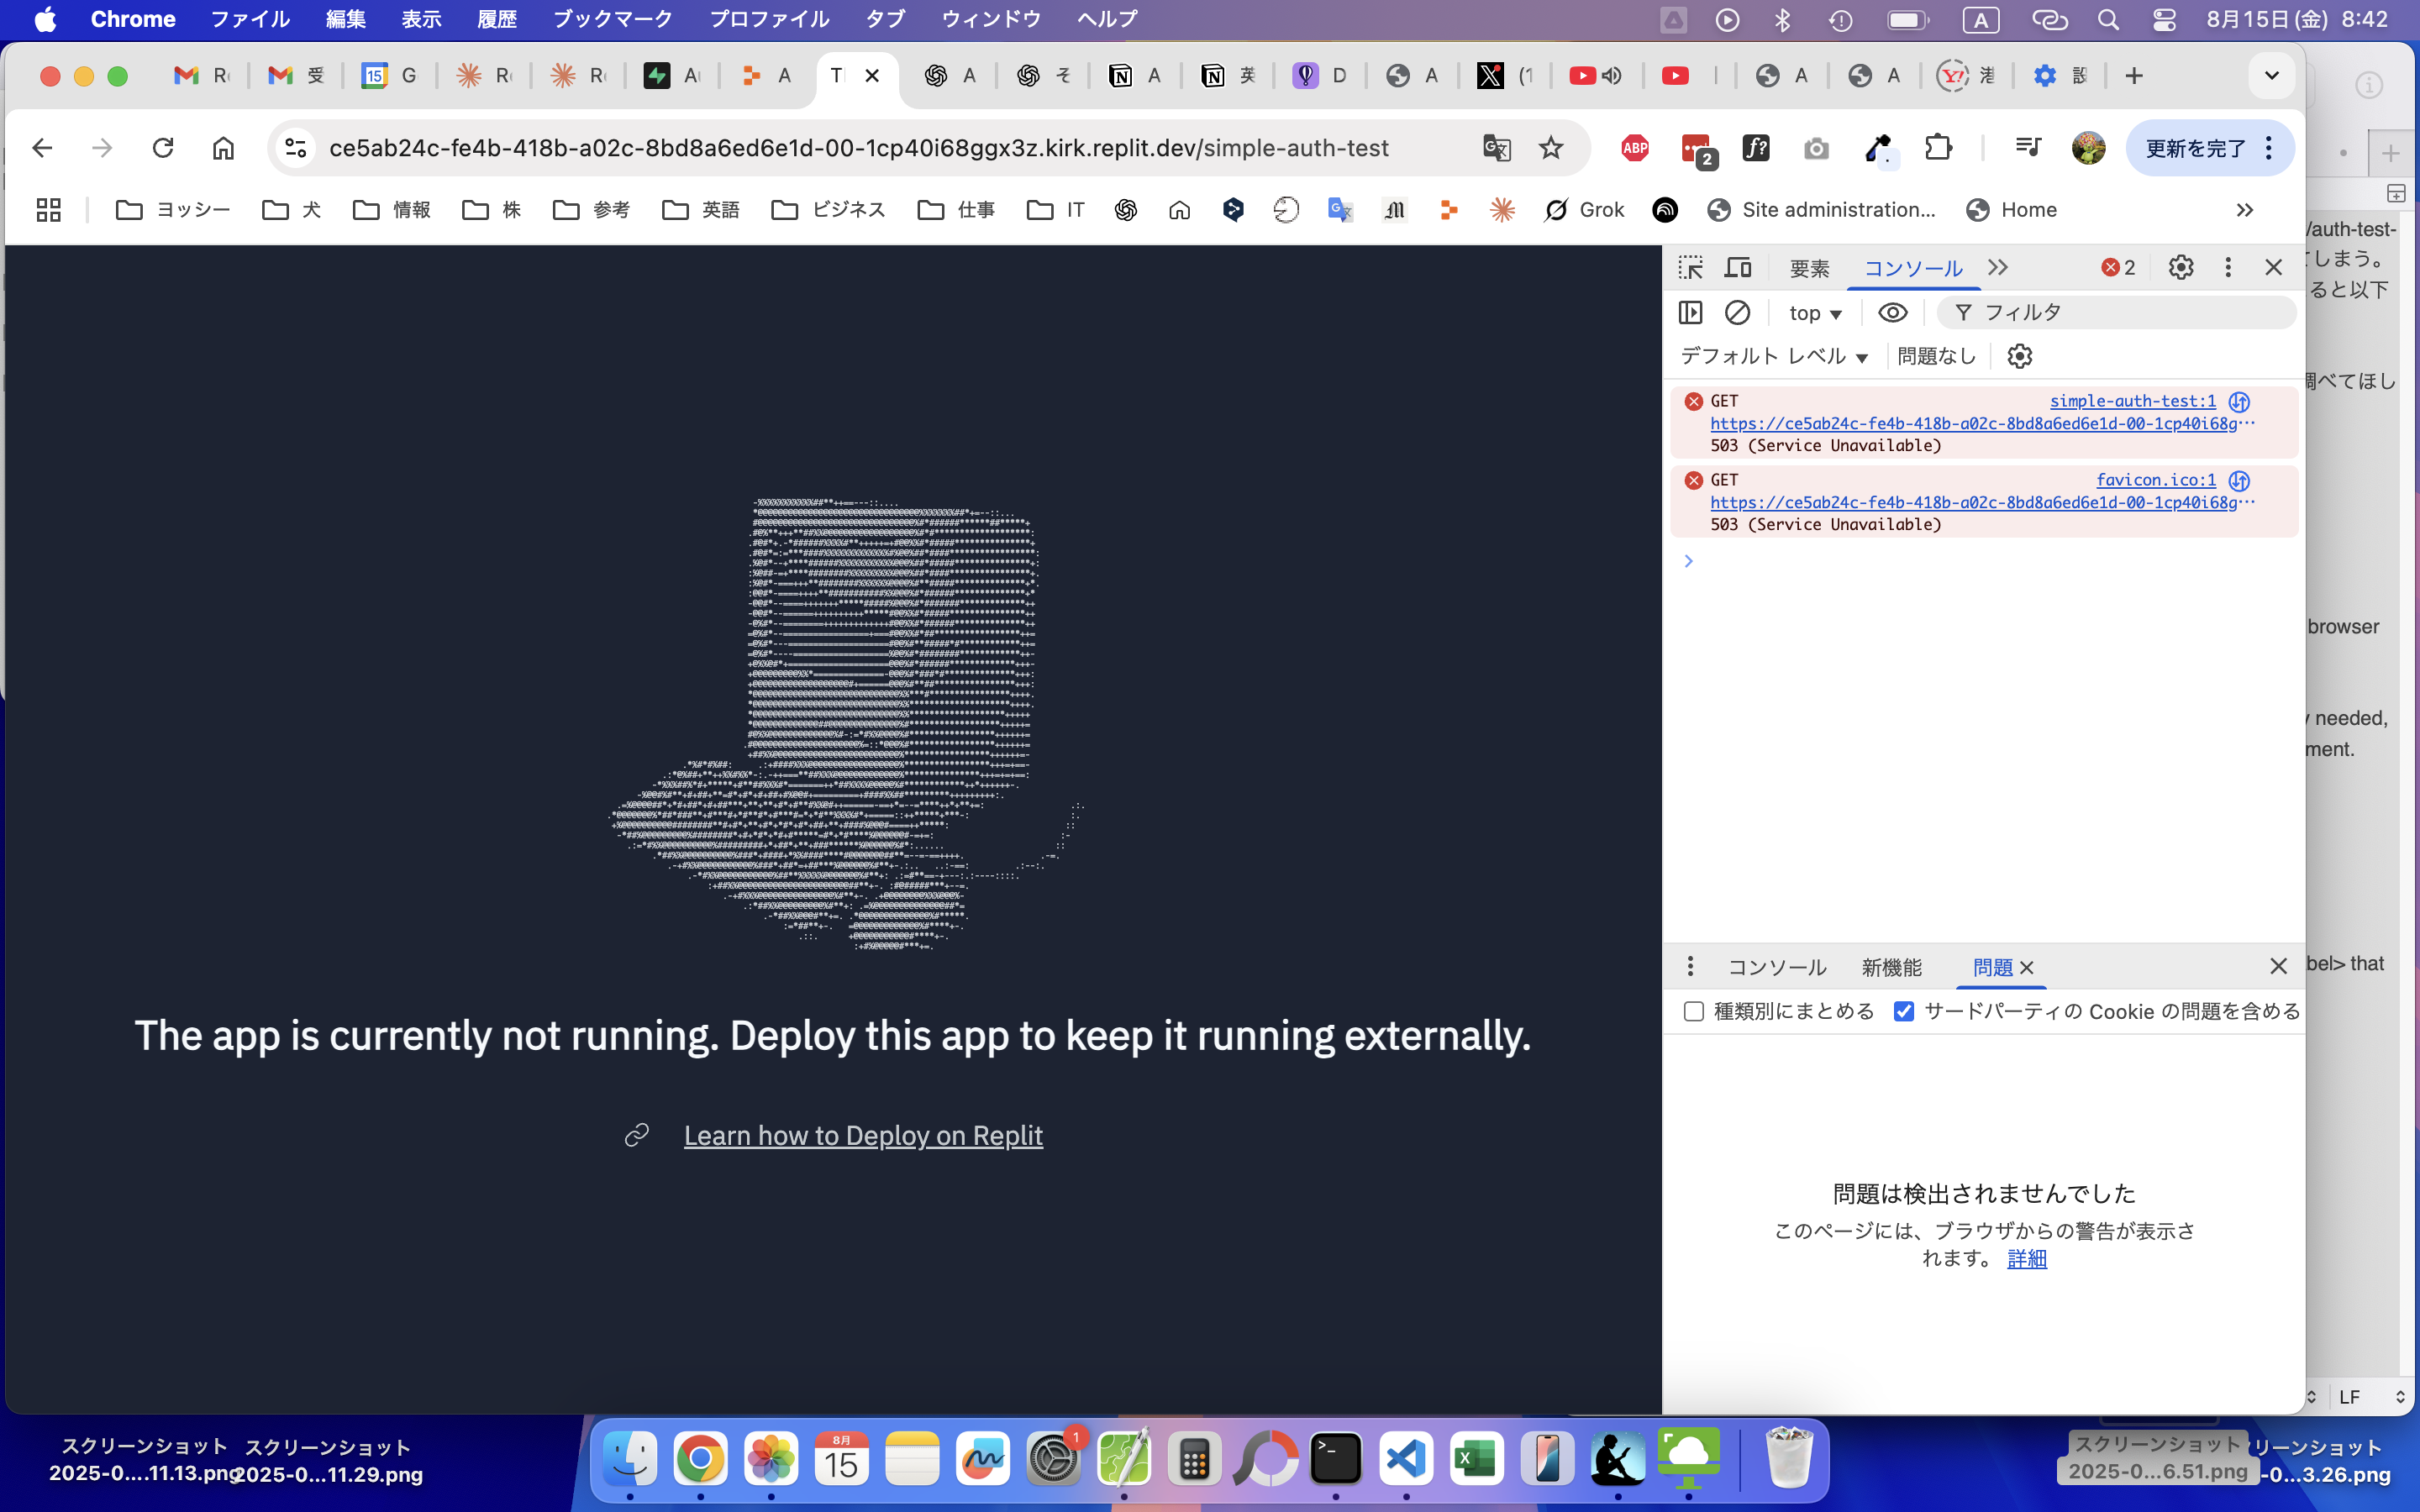 Chrome ファイル 編集 表示 履歴 ブックマーク プロファイル タブ ウィンドウ ヘルプ
A 8月15日(金) 8:42
R 受 15 G R R A A T A そ A 英 D A (1 A A 港 設
ce5ab24c-fe4b-418b-a02c-8bd8a6ed6e1d-00-1cp40i68ggx3z.kirk.replit.dev/simple-auth-test
ABP 2 f? 更新を完了
ヨッシー 犬 情報 株 参考 英語 ビジネス 仕事 IT Grok Site administration... Home
要素 コンソール 2
top フィルタ
デフォルト レベル 問題なし
GET simple-auth-test:1
https://ce5ab24c-fe4b-418b-a02c-8bd8a6ed6e1d-00-1cp40i68g…
503 (Service Unavailable)
GET favicon.ico:1
https://ce5ab24c-fe4b-418b-a02c-8bd8a6ed6e1d-00-1cp40i68g…
503 (Service Unavailable)
The app is currently not running. Deploy this app to keep it running externally.
Learn how to Deploy on Replit
コンソール 新機能 問題
種類別にまとめる サードパーティの Cookie の問題を含める
問題は検出されませんでした
このページには、ブラウザからの警告が表示さ
れます。 詳細
/auth-test-
てしまう。
ると以下
調べてほし
browser
needed,
ment.
bel> that
LF
スクリーンショット
2025-0....11.13.png
スクリーンショット
2025-0...11.29.png
8月
15
1
スクリーンショット
2025-0...6.51.png
リーンショット
-0...3.26.png